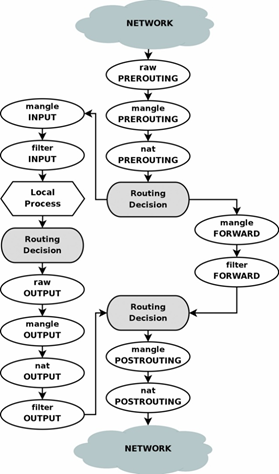 NETWORK
raw
PREROUTING
mangle
PREROUTING
nat
PREROUTING
Routing
Decision
mangle
INPUT
filter
INPUT
Local
Process
Routing
Decision
raw
OUTPUT
mangle
OUTPUT
nat
OUTPUT
filter
OUTPUT
mangle
FORWARD
filter
FORWARD
Routing
Decision
mangle
POSTROUTING
nat
POSTROUTING
NETWORK